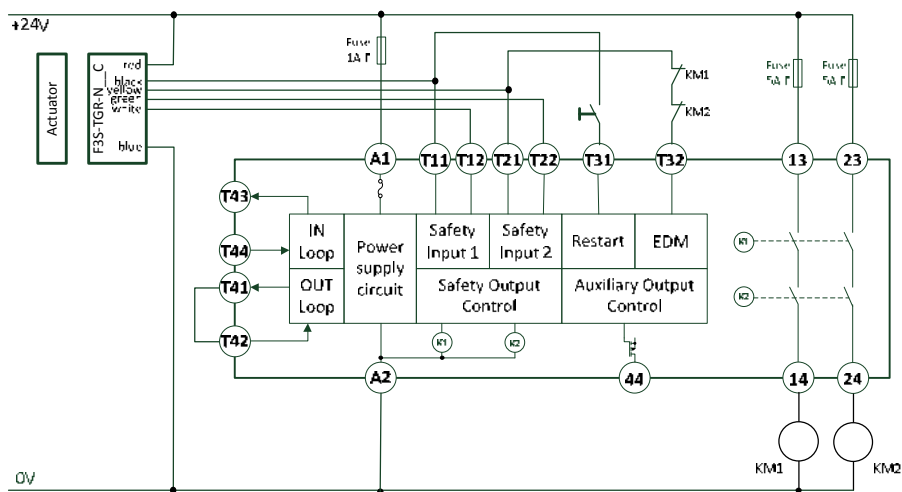 +24V
Actuator
F3S-TGR-N__C
red
black
yellow
green
white
blue
Fuse
1A F
KM1
KM2
Fuse
5A F
Fuse
5A F
A1
T11
T12
T21
T22
T31
T32
13
23
T43
T44
T41
T42
IN
Loop
OUT
Loop
Power
supply
circuit
Safety
Input 1
Safety
Input 2
Restart
EDM
Safety Output
Control
Auxiliary Output
Control
K1
K2
K1
K2
A2
44
14
24
KM1
KM2
0V